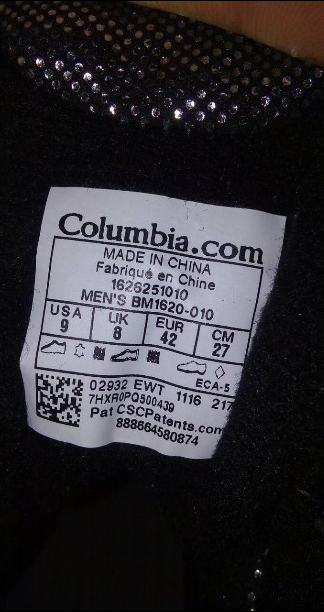 Columbia.com
MADE IN CHINA
Fabriqué en Chine
1626251010
MEN'S BM1620-010
USA UK EUR CM
9 8 42 27
ECA-5
02932 EWT 1116 217
7HXR0PQ500439
Pat CSCPatents.com
888664580874